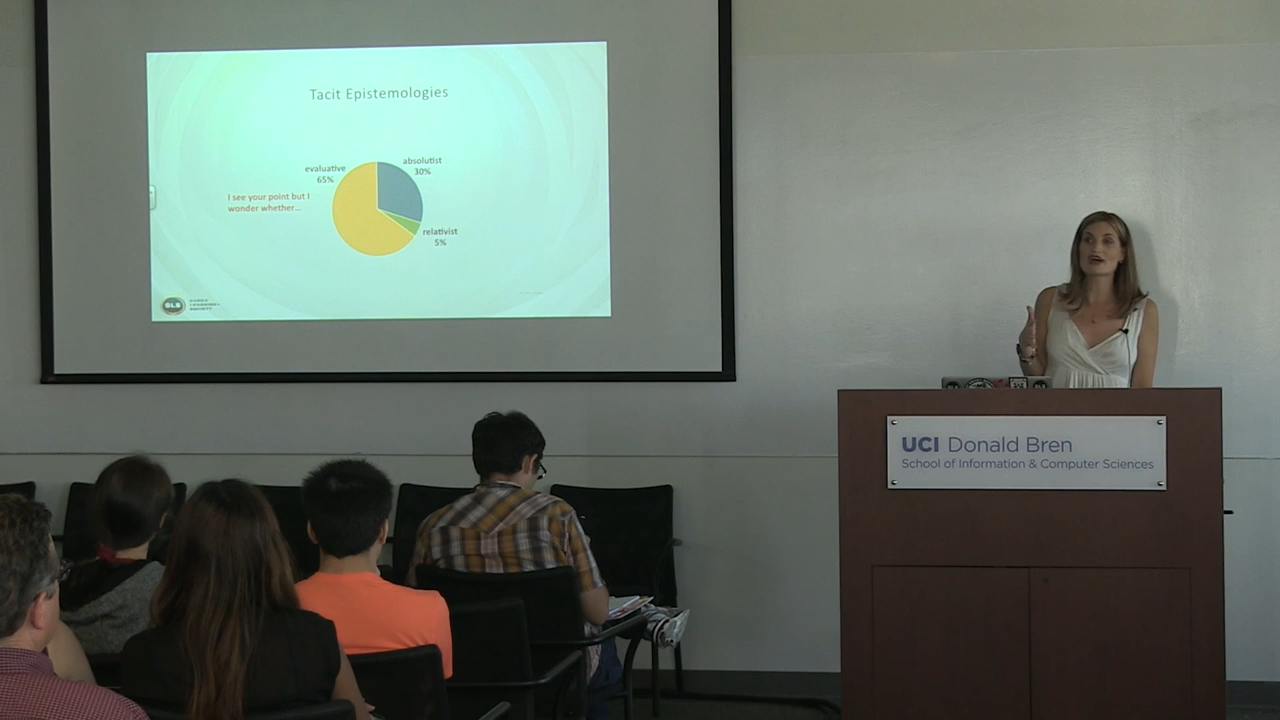 Tacit Epistemologies
absolutist
30%
evaluative
65%
I see your point but I
wonder whether...
relativist
5%
GLS
UCI Donald Bren
School of Information & Computer Sciences